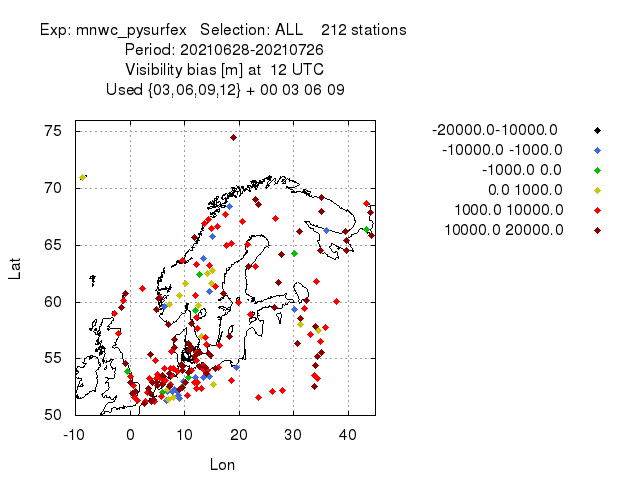 Exp: mnwc_pysurfex   Selection: ALL    212 stations
Period: 20210628-20210726
Visibility bias [m] at  12 UTC
Used {03,06,09,12} + 00 03 06 09
-20000.0-10000.0
-10000.0 -1000.0
-1000.0 0.0
0.0 1000.0
1000.0 10000.0
10000.0 20000.0
75
70
65
60
55
50
Lat
-10 0 10 20 30 40
Lon